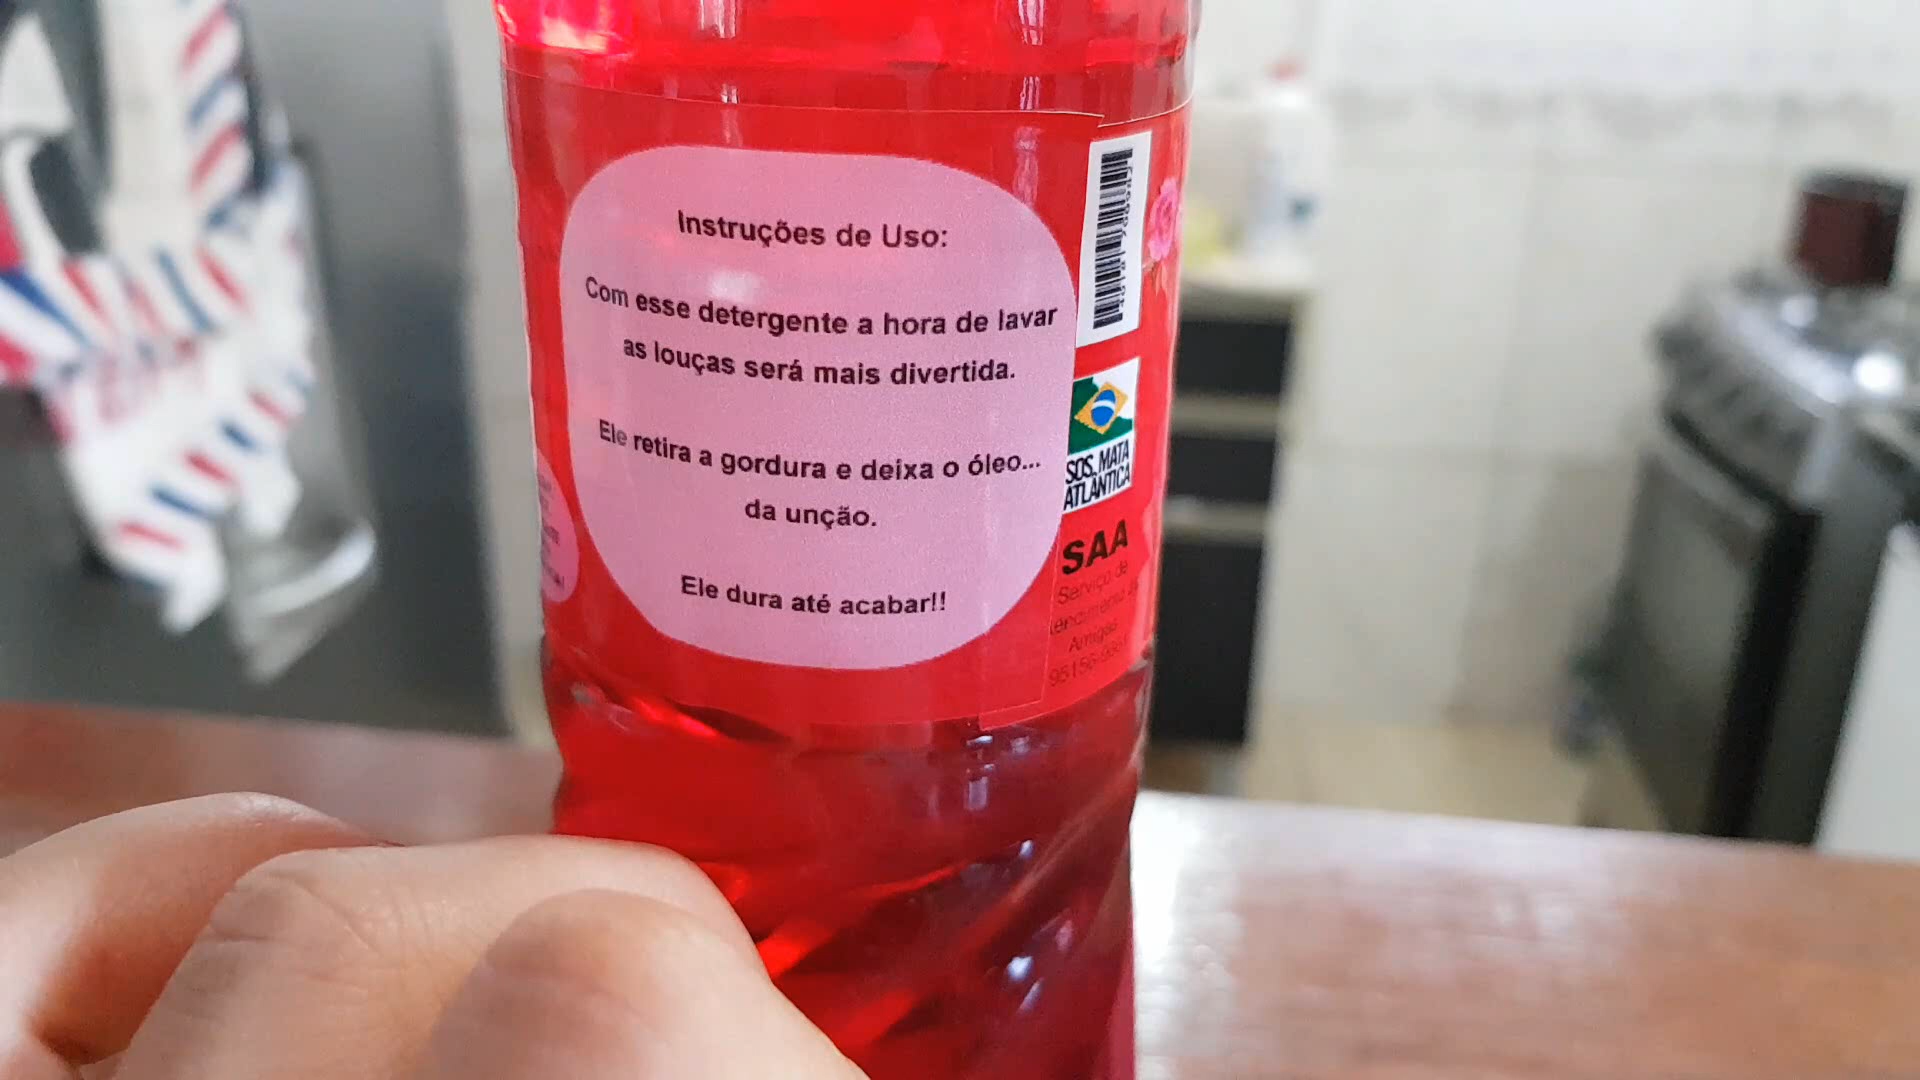 Instruções de Uso:
Com esse detergente a hora de lavar
as louças será mais divertida.
Ele retira a gordura e deixa o óleo...
da unção.
Ele dura até acabar!!
SOS MATA
ATLÂNTICA
SAA
Serviço de
Amigas